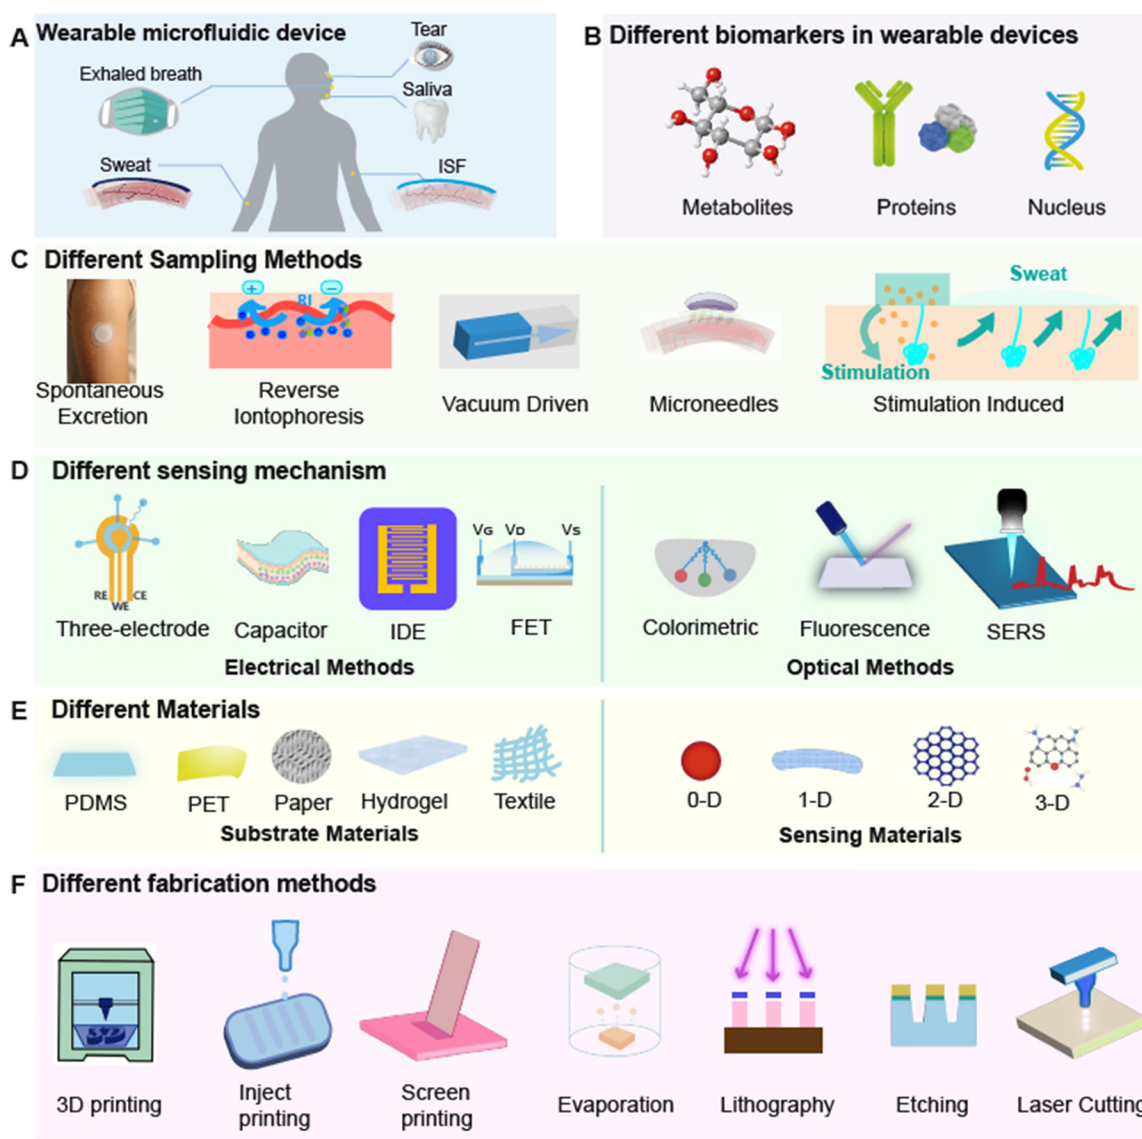 A Wearable microfluidic device
Tear
Exhaled breath
Saliva
Sweat
ISF
B Different biomarkers in wearable devices
Metabolites
Proteins
Nucleus
C Different Sampling Methods
+
RI
−
Sweat
Stimulation
Spontaneous
Excretion
Reverse
Iontophoresis
Vacuum Driven
Microneedles
Stimulation Induced
D Different sensing mechanism
RE
WE
CE
VG VD VS
Three-electrode
Capacitor
IDE
FET
Electrical Methods
Colorimetric
Fluorescence
SERS
Optical Methods
E Different Materials
PDMS
PET
Paper
Hydrogel
Textile
Substrate Materials
0-D
1-D
2-D
3-D
Sensing Materials
F Different fabrication methods
3D
3D printing
Inject
printing
Screen
printing
Evaporation
Lithography
Etching
Laser Cutting